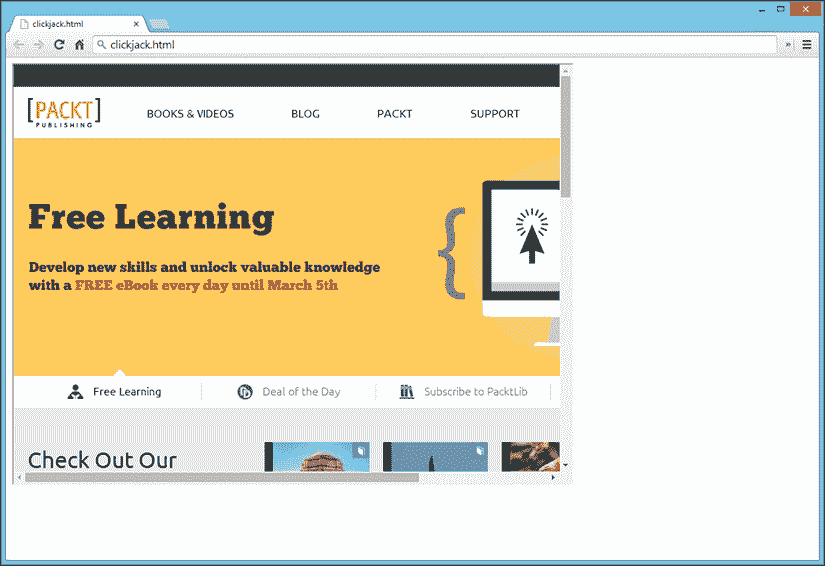 clickjack.html
clickjack.html
[PACKT]
PUBLISHING
BOOKS & VIDEOS
BLOG
PACKT
SUPPORT
Free Learning
Develop new skills and unlock valuable knowledge
with a FREE eBook every day until March 5th
Free Learning
Deal of the Day
Subscribe to PacktLib
Check Out Our